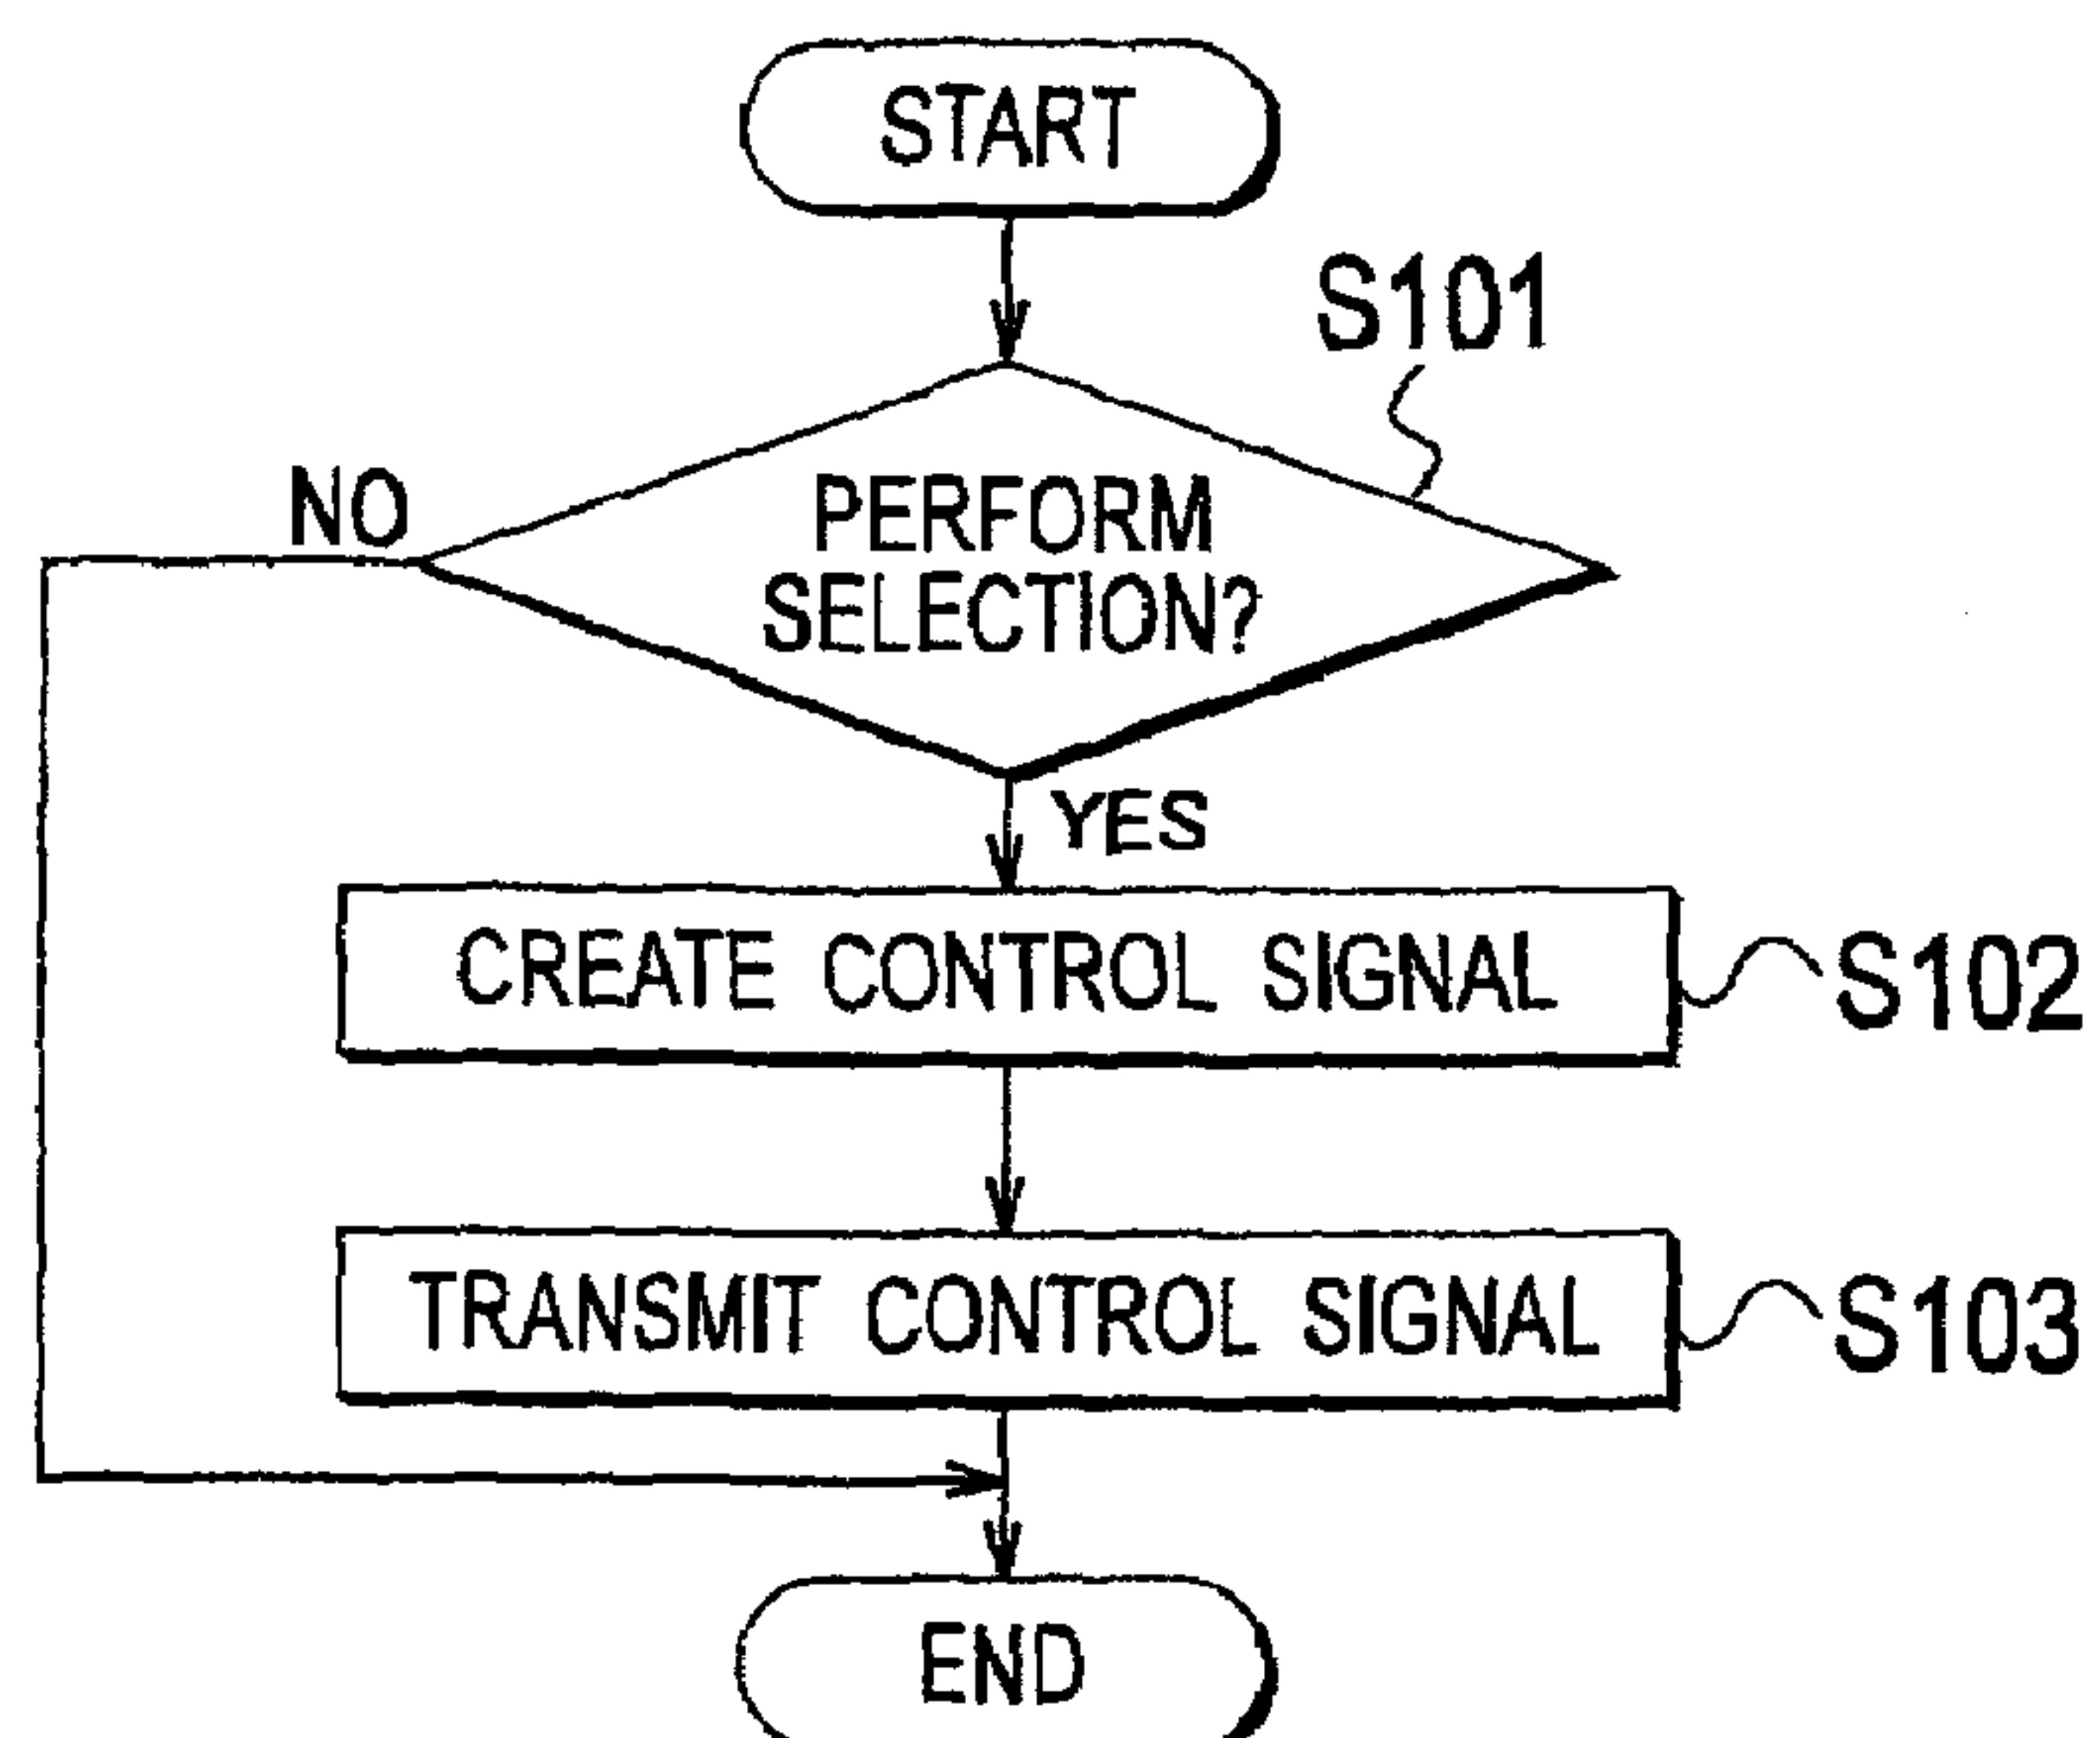 START
S101
NO
PERFORM
SELECTION?
YES
CREATE CONTROL SIGNAL
S102
TRANSMIT CONTROL SIGNAL
S103
END